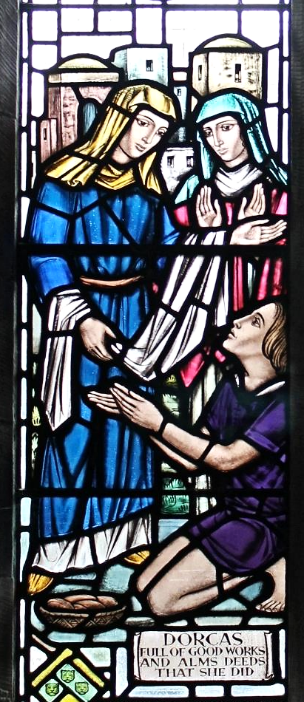 DORCAS
FULL OF GOOD WORKS
AND ALMS DEEDS
THAT SHE DID